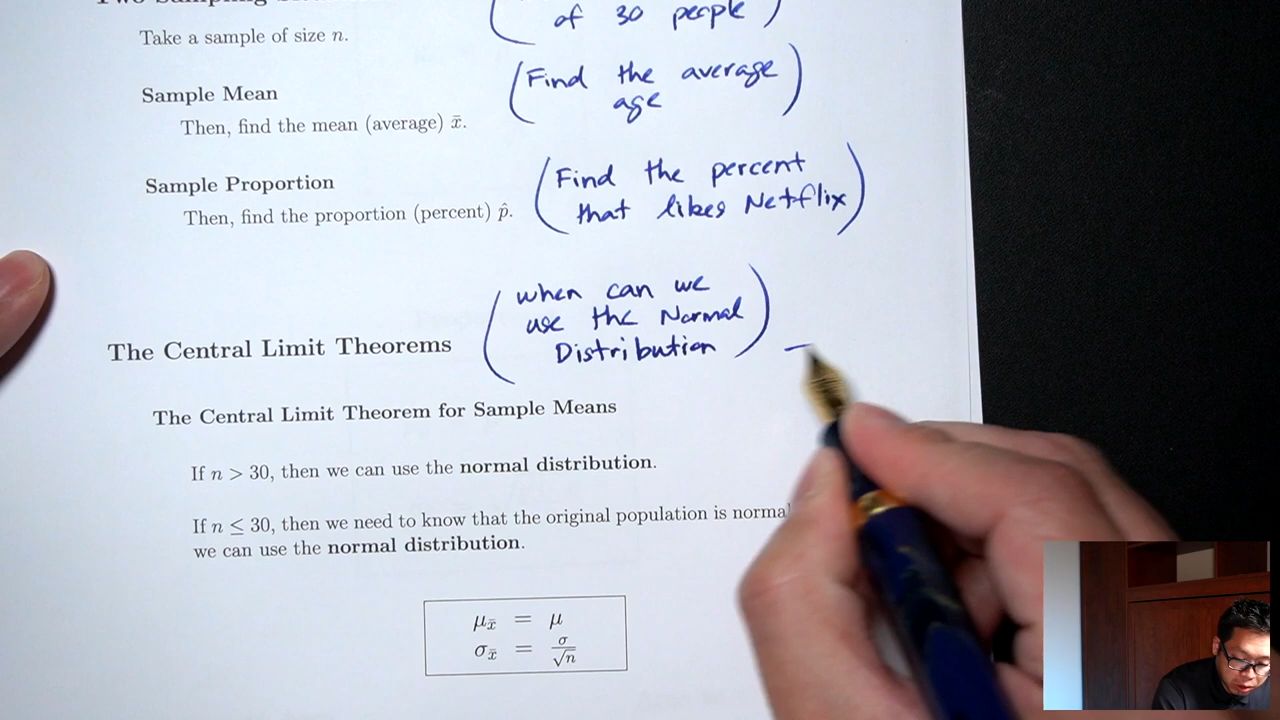 Two Sampling
of 30 people)
Take a sample of size n.
(Find the average
age)
Sample Mean
Then, find the mean (average) x̄.
Sample Proportion
(Find the percent
that likes Netflix)
Then, find the proportion (percent) p̂.
(when can we
use the Normal
Distribution)
The Central Limit Theorems
The Central Limit Theorem for Sample Means
If n > 30, then we can use the normal distribution.
If n ≤ 30, then we need to know that the original population is normal
we can use the normal distribution.
μx̄ = μ
σx̄ = σ/√n